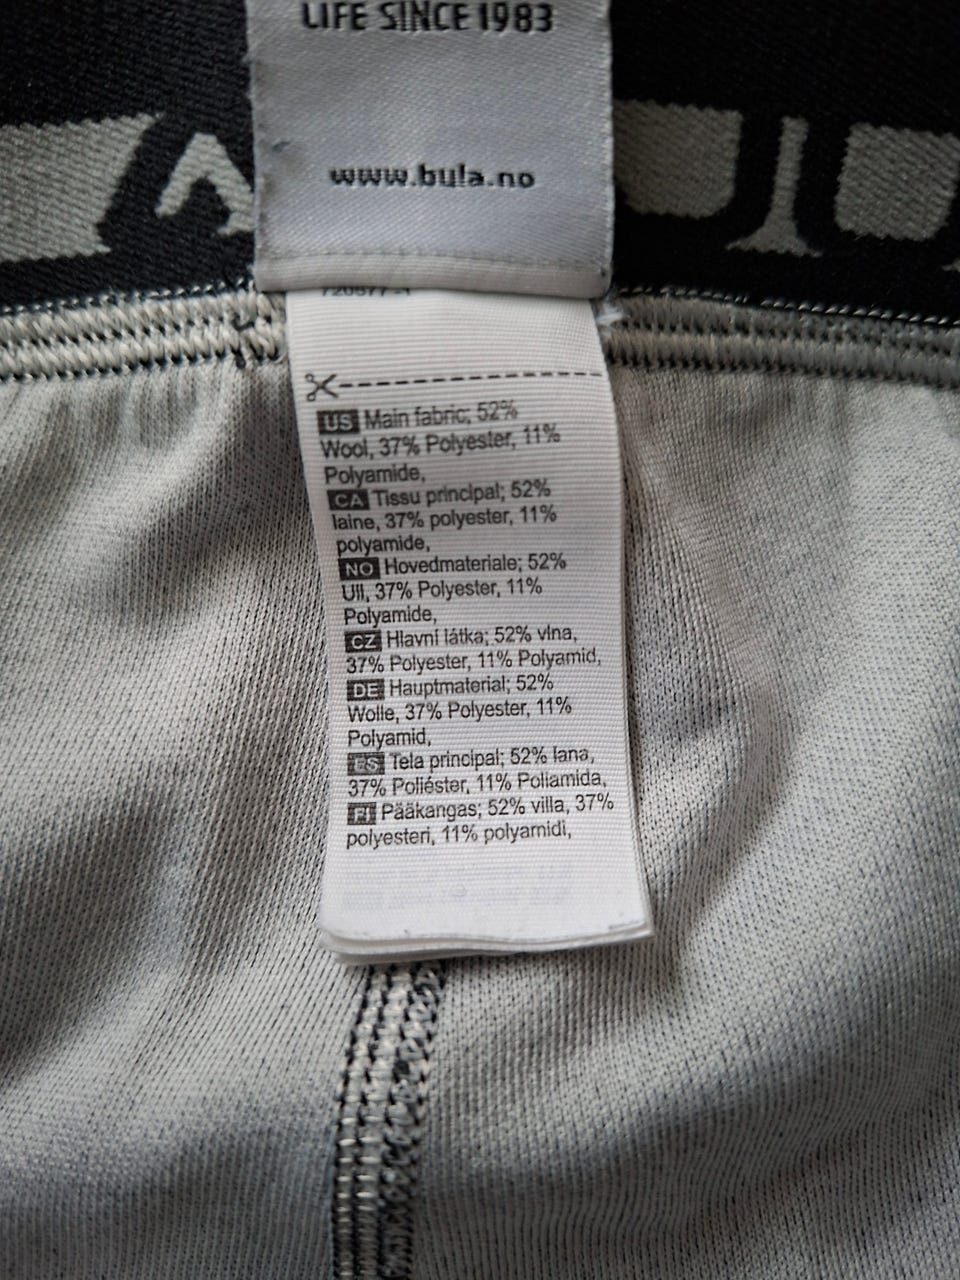 LIFE SINCE 1983
www.bula.no
US Main fabric; 52%
Wool, 37% Polyester, 11%
Polyamide,
CA Tissu principal; 52%
laine, 37% polyester, 11%
polyamide,
NO Hovedmateriale; 52%
Ull, 37% Polyester, 11%
Polyamide,
CZ Hlavní látka; 52% vlna,
37% Polyester, 11% Polyamid,
DE Hauptmaterial; 52%
Wolle, 37% Polyester, 11%
Polyamid,
ES Tela principal; 52% lana,
37% Poliéster, 11% Poliamida,
FI Pääkangas; 52% villa, 37%
polyesteri, 11% polyamidi,